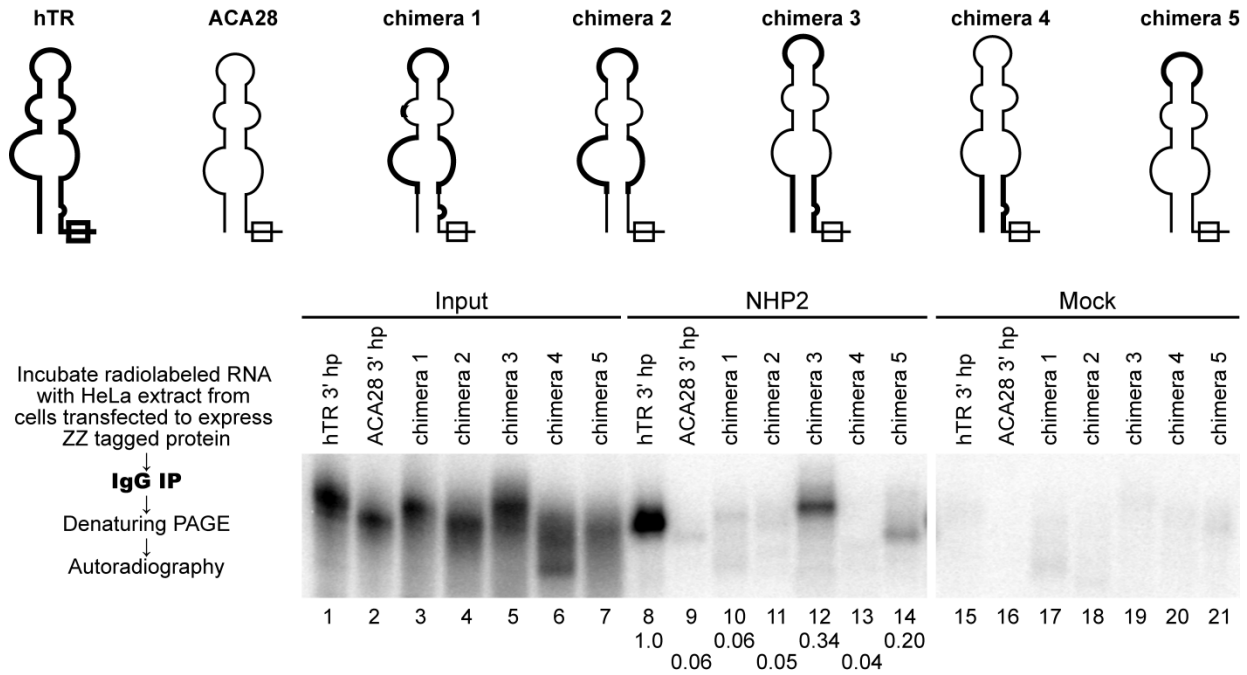 hTR ACA28 chimera 1 chimera 2 chimera 3 chimera 4 chimera 5
Input NHP2 Mock
hTR 3' hp ACA28 3' hp chimera 1 chimera 2 chimera 3 chimera 4 chimera 5 hTR 3' hp ACA28 3' hp chimera 1 chimera 2 chimera 3 chimera 4 chimera 5 hTR 3' hp ACA28 3' hp chimera 1 chimera 2 chimera 3 chimera 4 chimera 5
Incubate radiolabeled RNA
with HeLa extract from
cells transfected to express
ZZ tagged protein
↓
IgG IP
↓
Denaturing PAGE
↓
Autoradiography
1 2 3 4 5 6 7 8 9 10 11 12 13 14 15 16 17 18 19 20 21
1.0 0.06 0.34 0.20
0.06 0.05 0.04